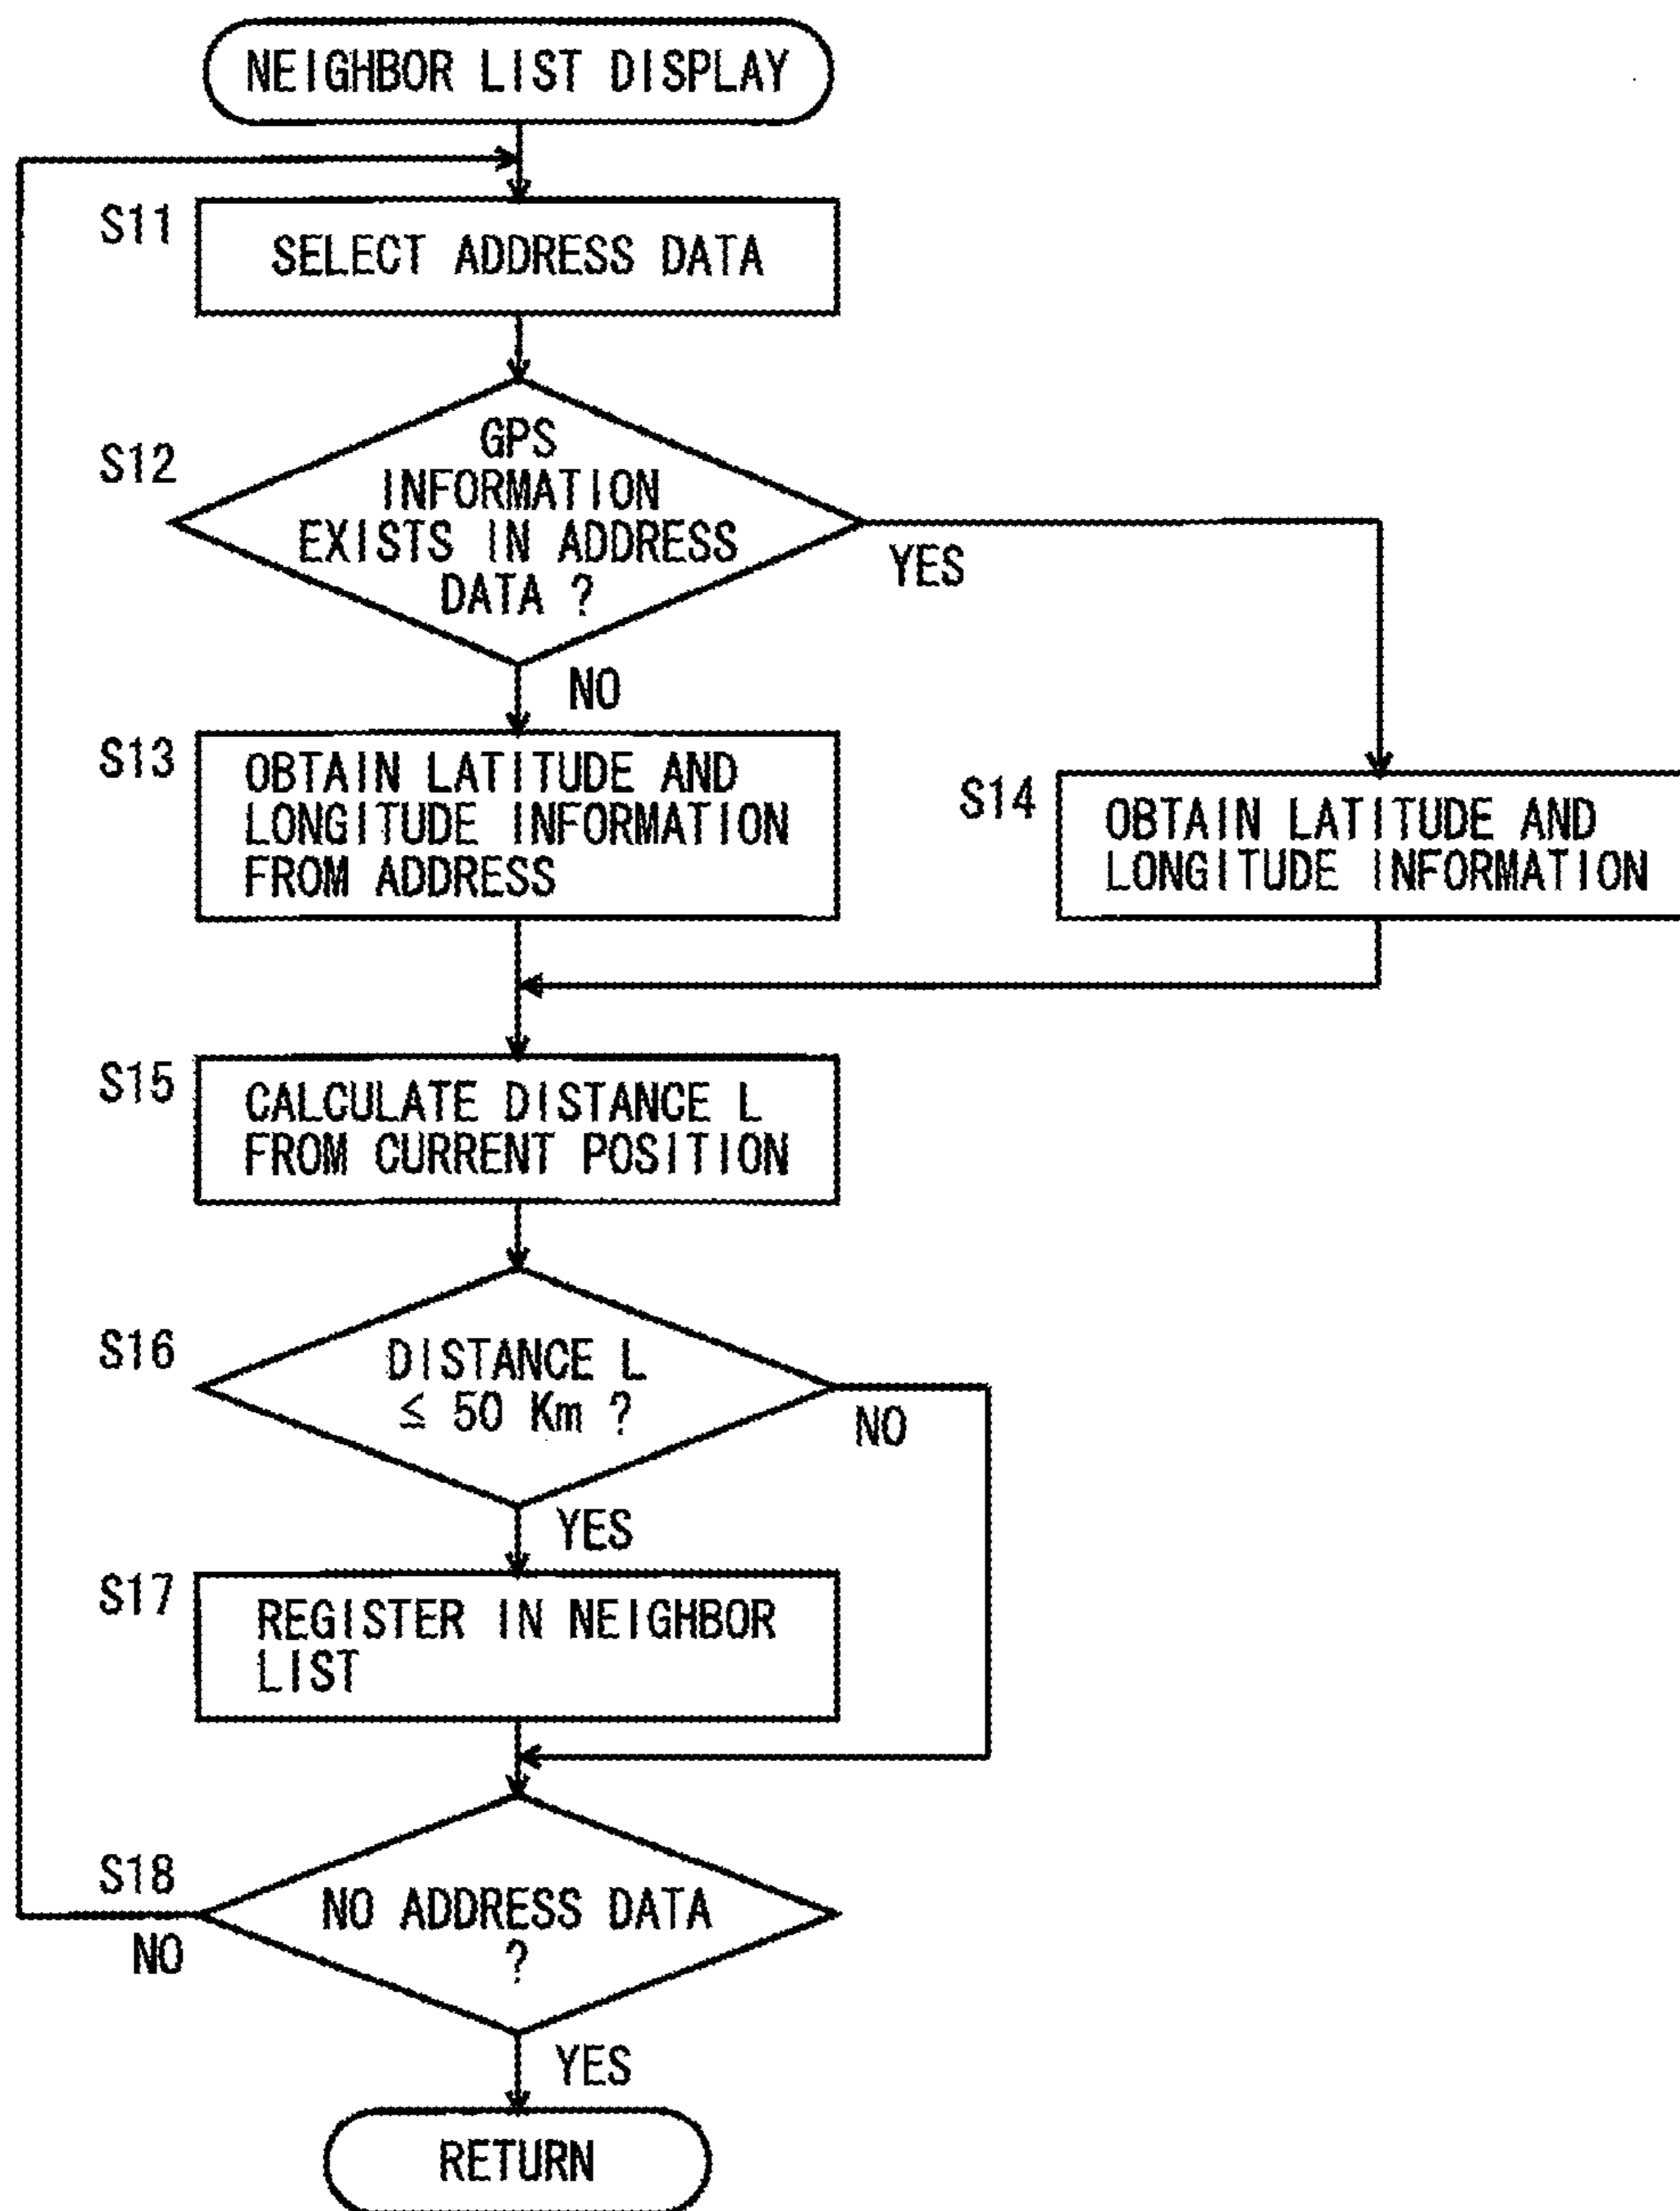 NEIGHBOR LIST DISPLAY
S11
SELECT ADDRESS DATA
S12
GPS
INFORMATION
EXISTS IN ADDRESS
DATA ?
YES
NO
S13
OBTAIN LATITUDE AND
LONGITUDE INFORMATION
FROM ADDRESS
S14
OBTAIN LATITUDE AND
LONGITUDE INFORMATION
S15
CALCULATE DISTANCE L
FROM CURRENT POSITION
S16
DISTANCE L
≤ 50 Km ?
NO
YES
S17
REGISTER IN NEIGHBOR
LIST
S18
NO ADDRESS DATA
?
NO
YES
RETURN